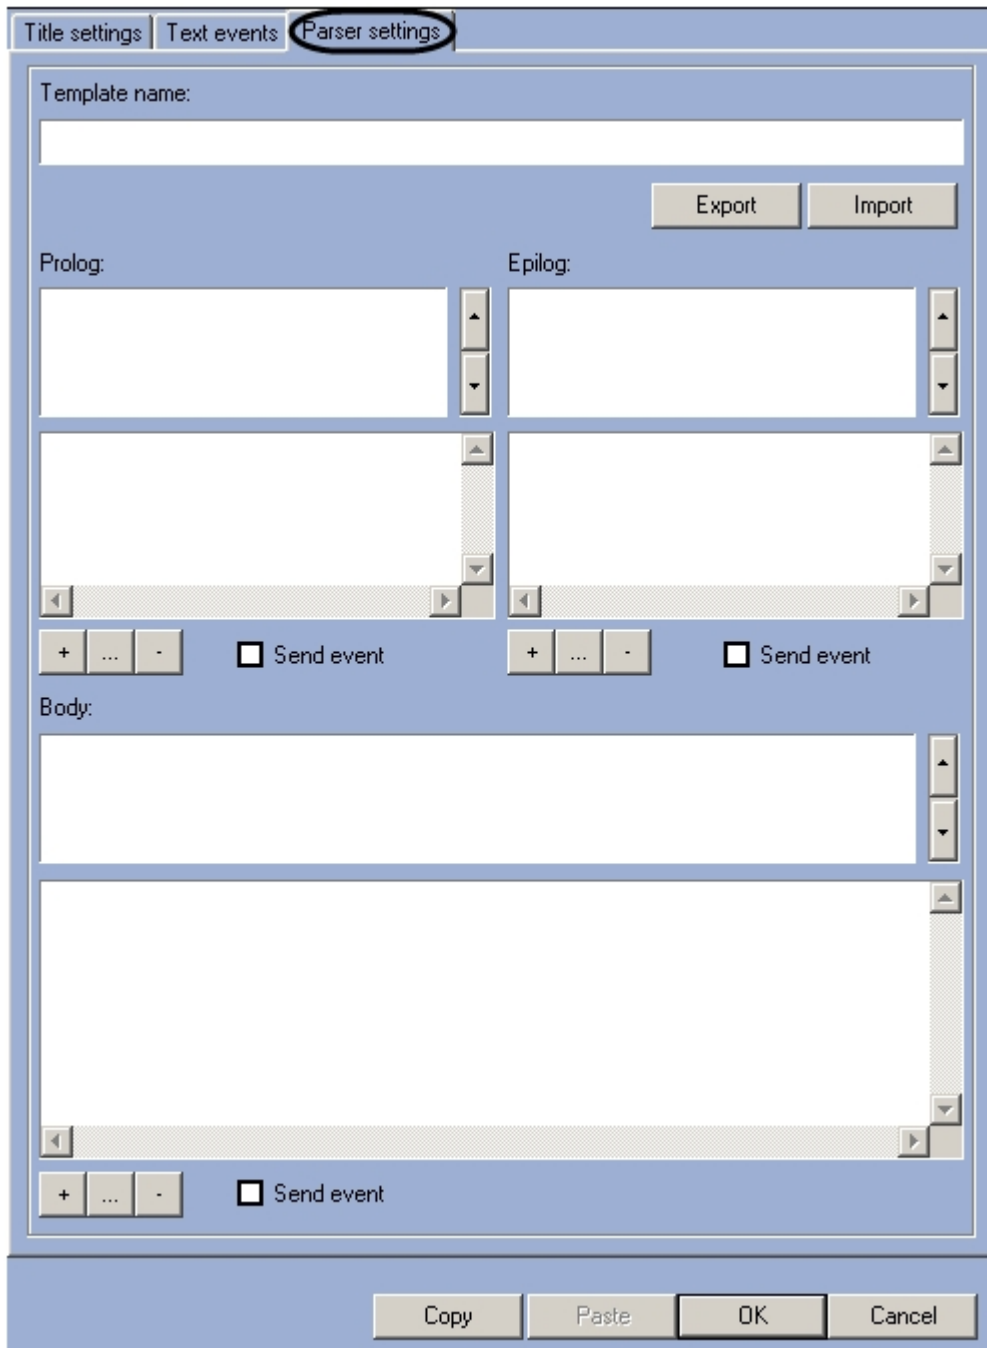 Title settings Text events Parser settings
Template name:
Export Import
Prolog: Epilog:
+ ... - Send event + ... - Send event
Body:
+ ... - Send event
Copy Paste OK Cancel